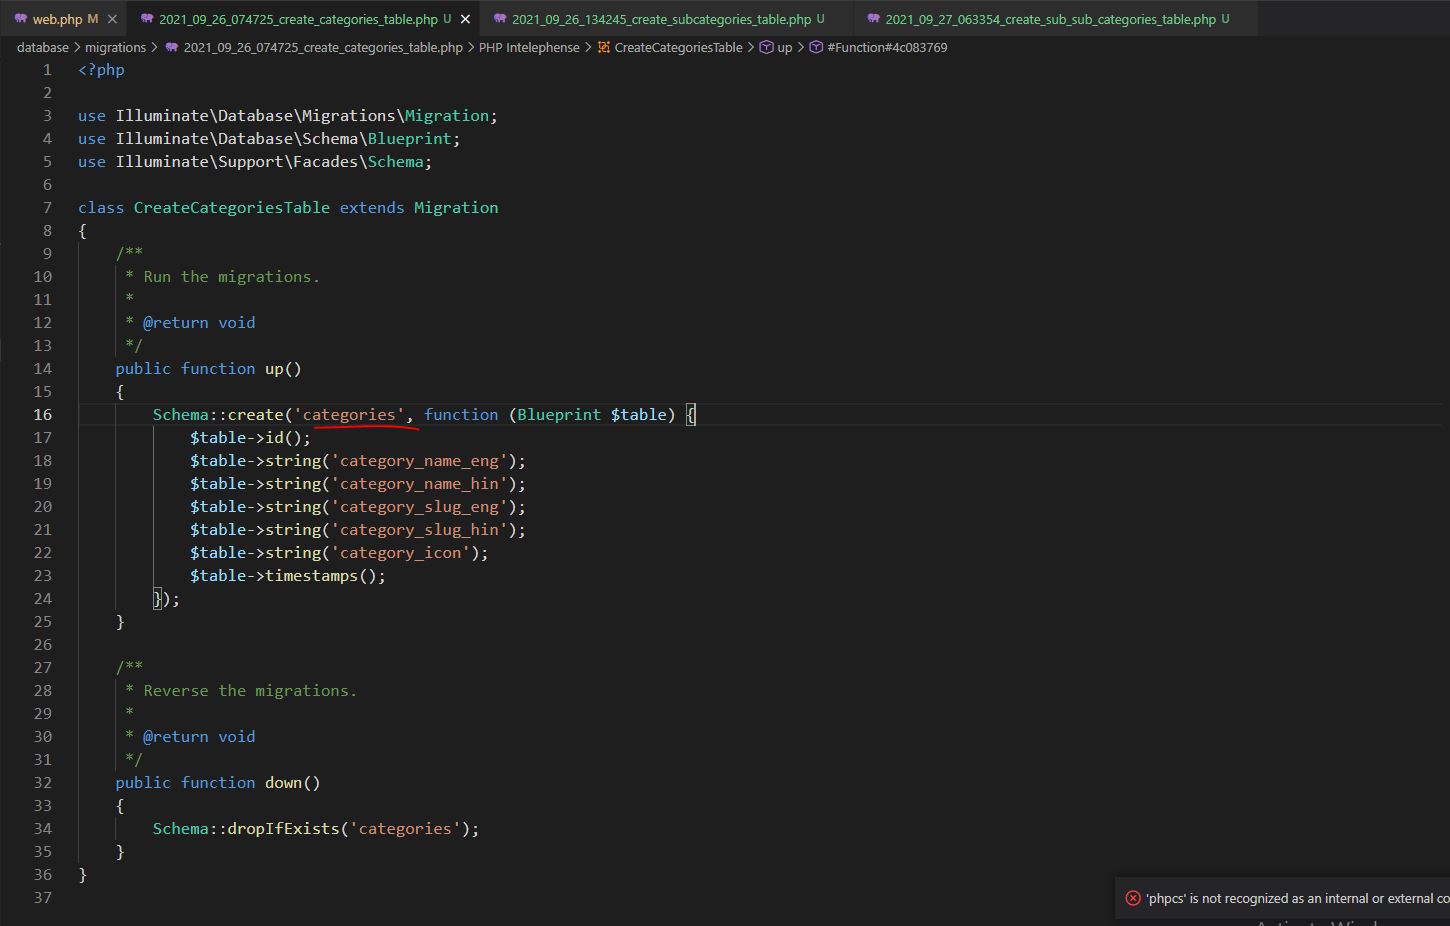 web.php M
2021_09_26_074725_create_categories_table.php U
2021_09_26_134245_create_subcategories_table.php U
2021_09_27_063354_create_sub_sub_categories_table.php U
database > migrations > 2021_09_26_074725_create_categories_table.php > PHP Intelephense > CreateCategoriesTable > up > #Function#4c083769
1 <?php
2
3 use Illuminate\Database\Migrations\Migration;
4 use Illuminate\Database\Schema\Blueprint;
5 use Illuminate\Support\Facades\Schema;
6
7 class CreateCategoriesTable extends Migration
8 {
9     /**
10      * Run the migrations.
11      *
12      * @return void
13      */
14     public function up()
15     {
16         Schema::create('categories', function (Blueprint $table) {
17             $table->id();
18             $table->string('category_name_eng');
19             $table->string('category_name_hin');
20             $table->string('category_slug_eng');
21             $table->string('category_slug_hin');
22             $table->string('category_icon');
23             $table->timestamps();
24         });
25     }
26
27     /**
28      * Reverse the migrations.
29      *
30      * @return void
31      */
32     public function down()
33     {
34         Schema::dropIfExists('categories');
35     }
36 }
37
'phpcs' is not recognized as an internal or external co